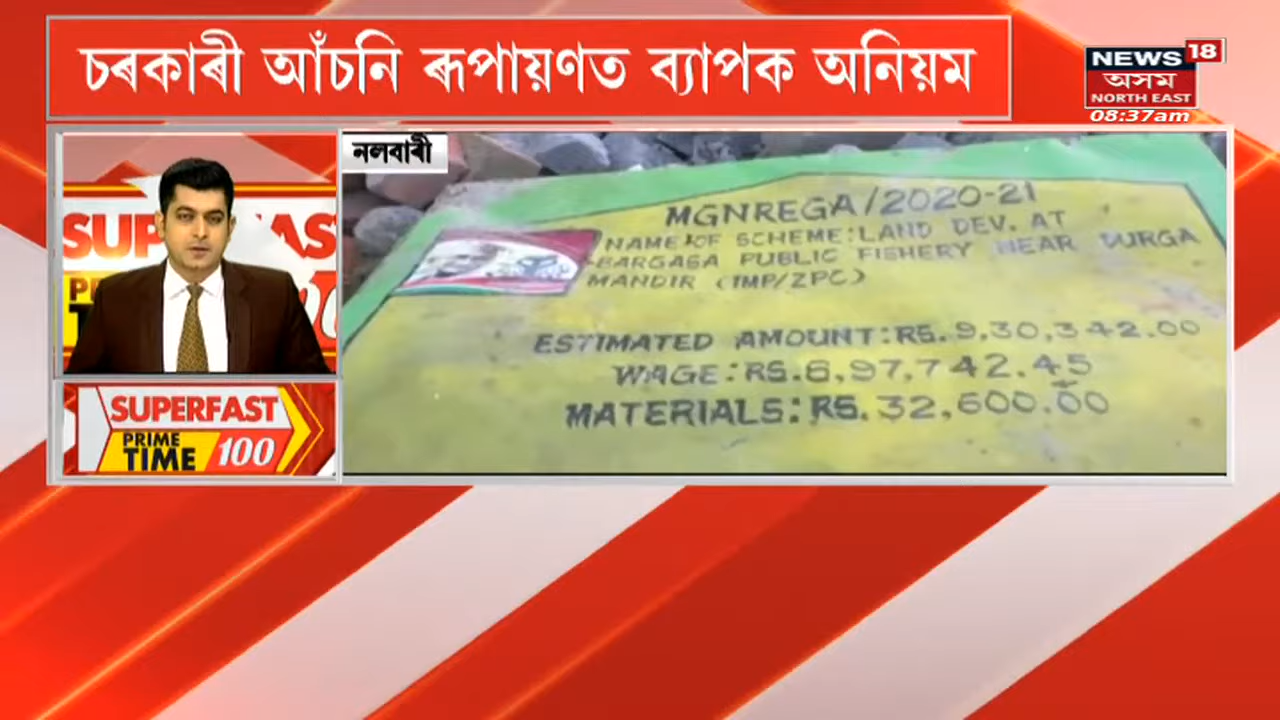 চৰকাৰী আঁচনি ৰূপায়ণত ব্যাপক অনিয়ম
NEWS 18
অসম
NORTH EAST
08:37am
নলবাৰী
MGNREGA/2020-21
NAME OF SCHEME: LAND DEV. AT
BARGASA PUBLIC FISHERY NEAR DURGA
MANDIR (IMP/ZPC)
ESTIMATED AMOUNT: RS. 9,30,342.00
WAGE: RS. 6,97,742.45
MATERIALS: RS. 32,600.00
SUPERFAST
PRIME
TIME 100